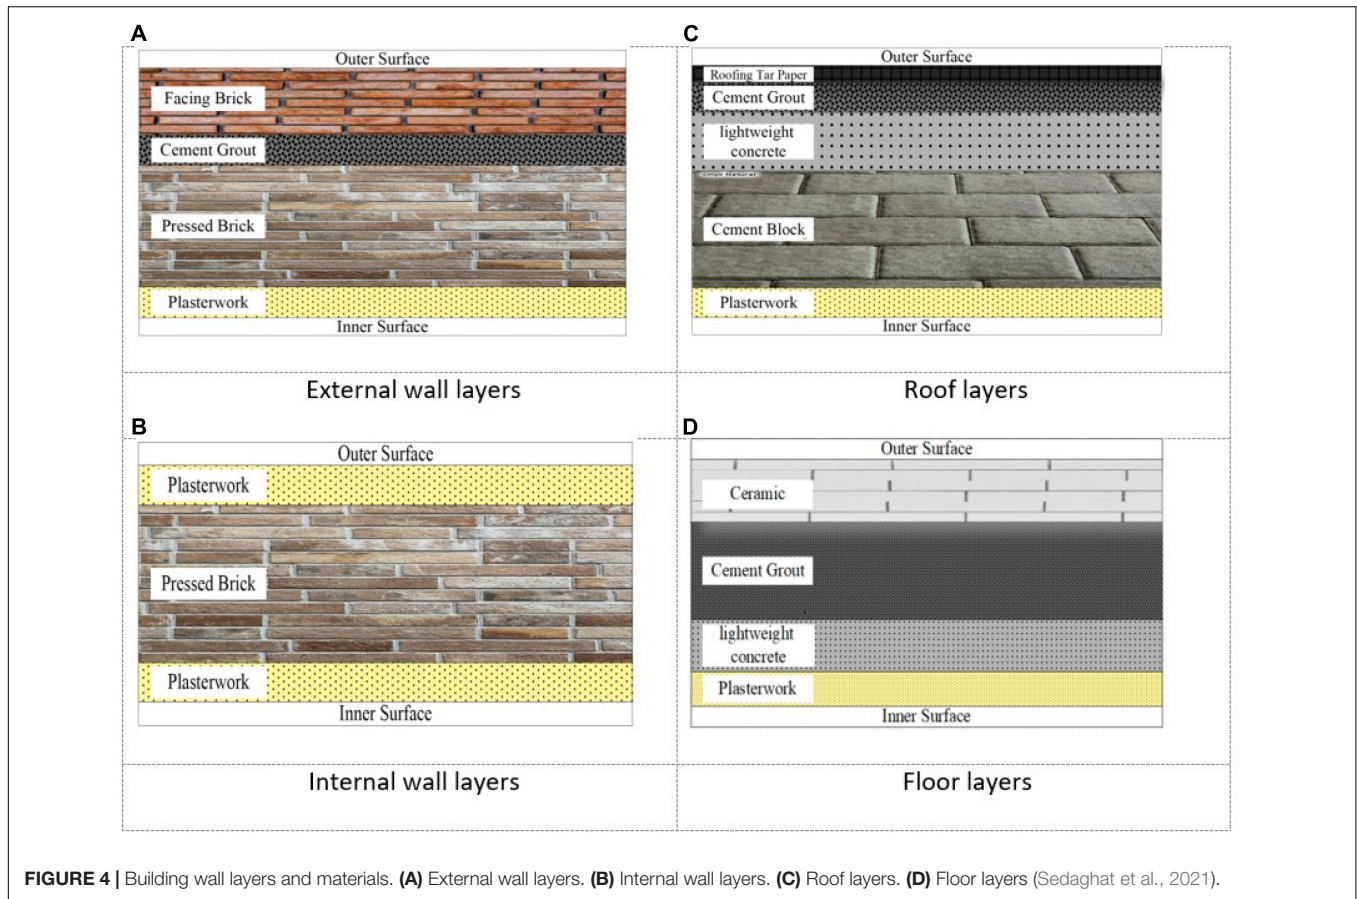 A
Outer Surface
Facing Brick
Cement Grout
Pressed Brick
Plasterwork
Inner Surface
External wall layers
C
Outer Surface
Roofing Tar Paper
Cement Grout
lightweight
concrete
Cement Block
Plasterwork
Inner Surface
Roof layers
B
Outer Surface
Plasterwork
Pressed Brick
Plasterwork
Inner Surface
Internal wall layers
D
Outer Surface
Ceramic
Cement Grout
lightweight
concrete
Plasterwork
Inner Surface
Floor layers
FIGURE 4 | Building wall layers and materials. (A) External wall layers. (B) Internal wall layers. (C) Roof layers. (D) Floor layers (Sedaghat et al., 2021).